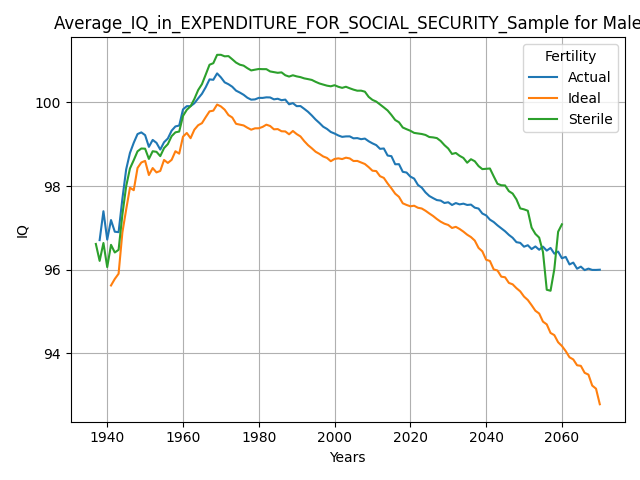 Average_IQ_in_EXPENDITURE_FOR_SOCIAL_SECURITY_Sample for Male
Fertility
Actual
Ideal
Sterile
IQ
100
98
96
94
1940 1960 1980 2000 2020 2040 2060
Years